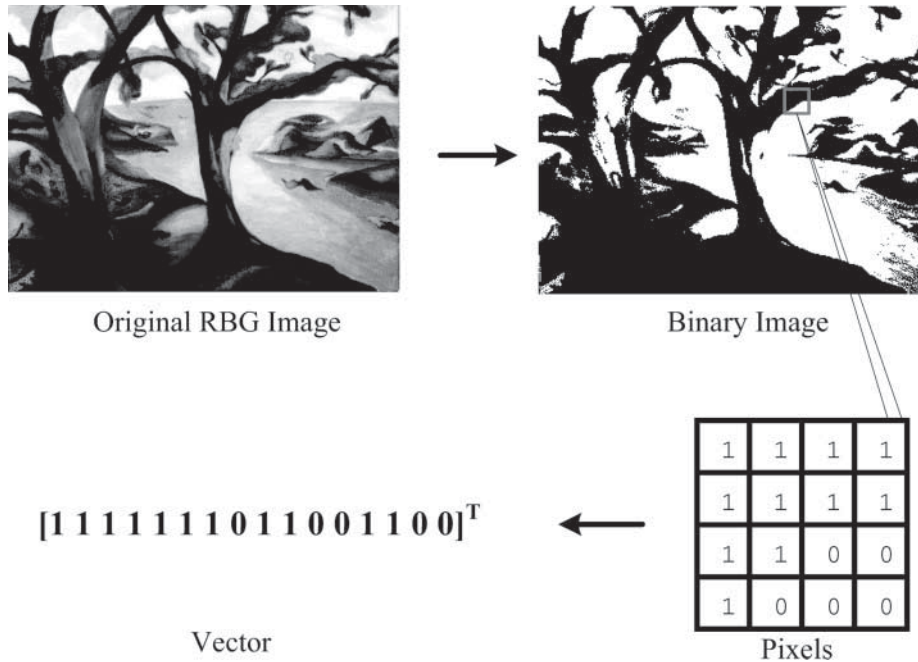 Original RBG Image
Binary Image
1 1 1 1
1 1 1 1
1 1 0 0
1 0 0 0
[1 1 1 1 1 1 1 0 1 1 0 0 1 1 0 0]T
Vector
Pixels